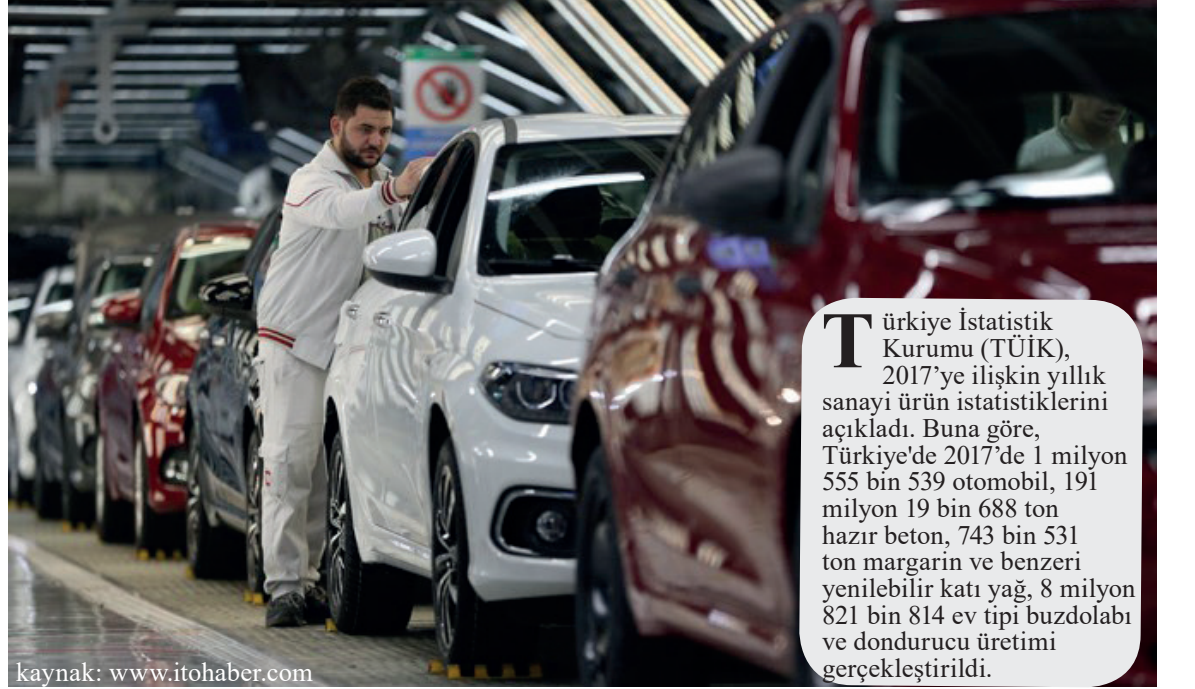 Türkiye İstatistik
Kurumu (TÜİK),
2017’ye ilişkin yıllık
sanayi ürün istatistiklerini
açıkladı. Buna göre,
Türkiye'de 2017’de 1 milyon
555 bin 539 otomobil, 191
milyon 19 bin 688 ton
hazır beton, 743 bin 531
ton margarin ve benzeri
yenilebilir katı yağ, 8 milyon
821 bin 814 ev tipi buzdolabı
ve dondurucu üretimi
gerçekleştirildi.
kaynak: www.itohaber.com